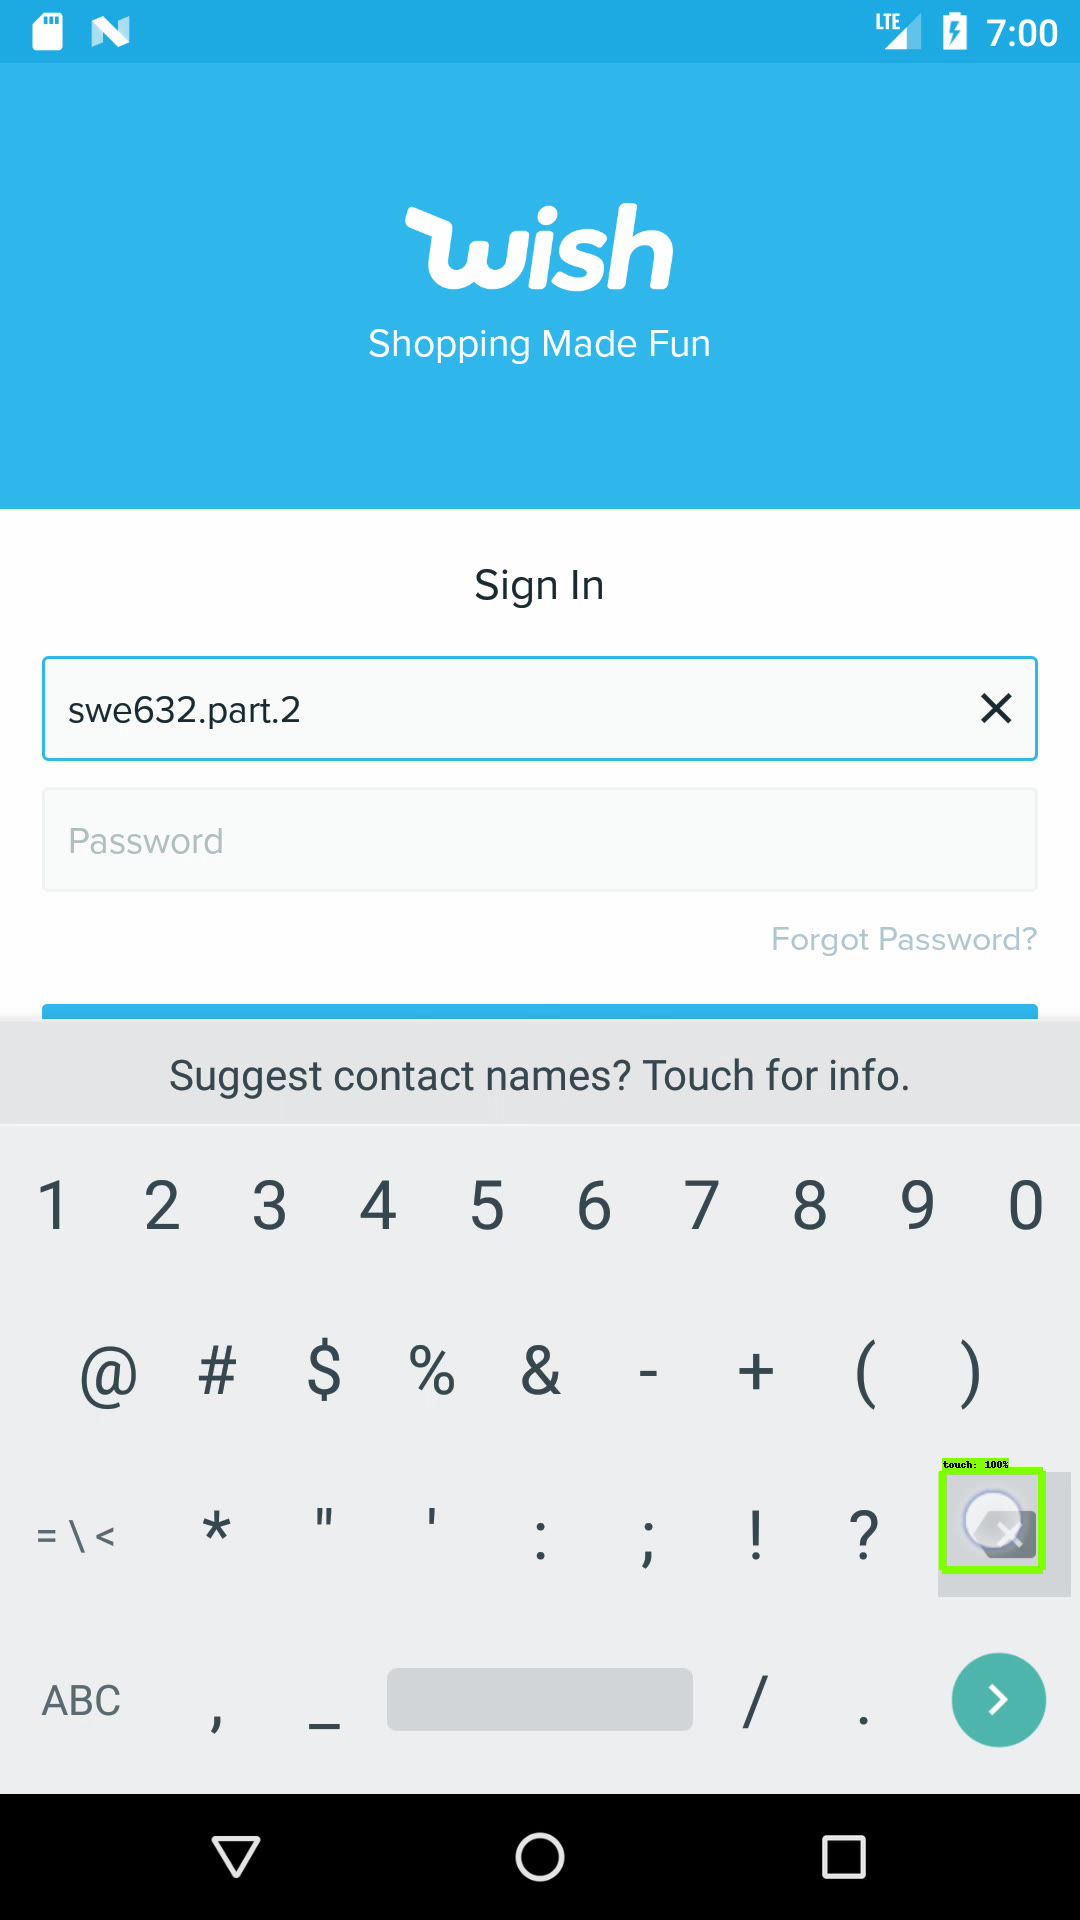 LTE 7:00
wish
Shopping Made Fun
Sign In
swe632.part.2
Password
Forgot Password?
Suggest contact names? Touch for info.
1 2 3 4 5 6 7 8 9 0
@ # $ % & - + ( )
touch: 100%
= \ < * " ' : ; ! ?
ABC , _ / .